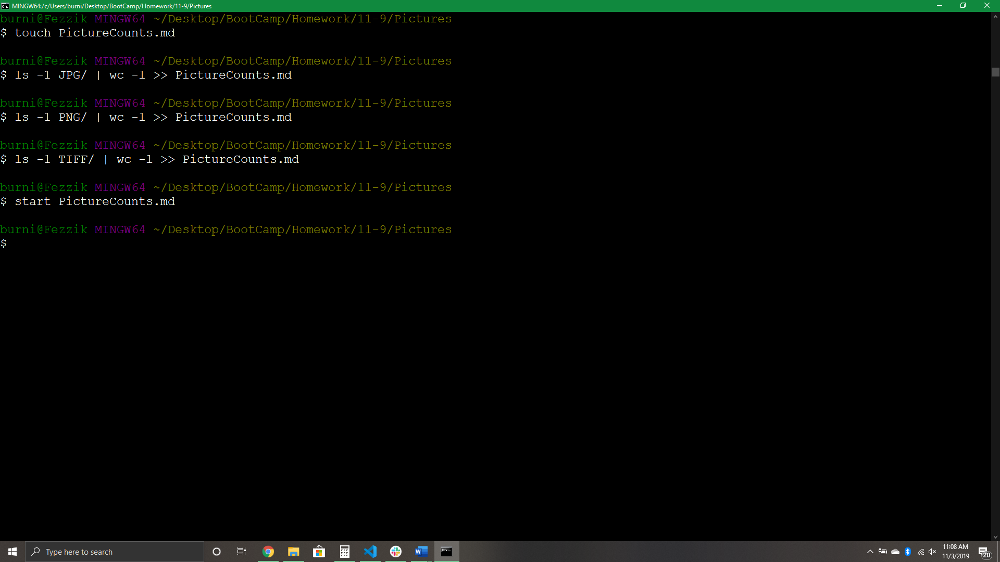 MINGW64:/c/Users/burni/Desktop/BootCamp/Homework/11-9/Pictures
burni@Fezzik MINGW64 ~/Desktop/BootCamp/Homework/11-9/Pictures
$ touch PictureCounts.md
burni@Fezzik MINGW64 ~/Desktop/BootCamp/Homework/11-9/Pictures
$ ls -1 JPG/ | wc -l >> PictureCounts.md
burni@Fezzik MINGW64 ~/Desktop/BootCamp/Homework/11-9/Pictures
$ ls -1 PNG/ | wc -l >> PictureCounts.md
burni@Fezzik MINGW64 ~/Desktop/BootCamp/Homework/11-9/Pictures
$ ls -1 TIFF/ | wc -l >> PictureCounts.md
burni@Fezzik MINGW64 ~/Desktop/BootCamp/Homework/11-9/Pictures
$ start PictureCounts.md
burni@Fezzik MINGW64 ~/Desktop/BootCamp/Homework/11-9/Pictures
$
Type here to search
11:08 AM
11/3/2019
20